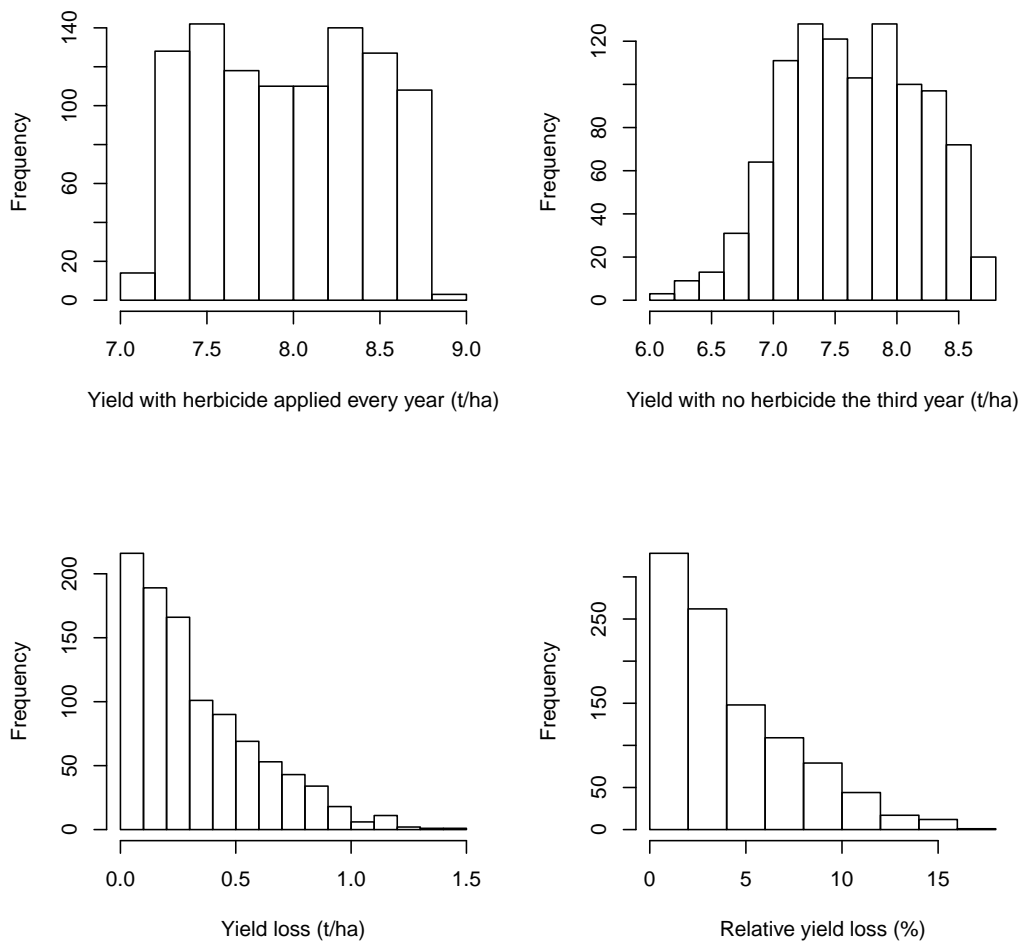 Frequency
0 20 60 100 140
7.0 7.5 8.0 8.5 9.0
Yield with herbicide applied every year (t/ha)
Frequency
0 20 40 60 80 120
6.0 6.5 7.0 7.5 8.0 8.5
Yield with no herbicide the third year (t/ha)
Frequency
0 50 100 150 200
0.0 0.5 1.0 1.5
Yield loss (t/ha)
Frequency
0 50 150 250
0 5 10 15
Relative yield loss (%)